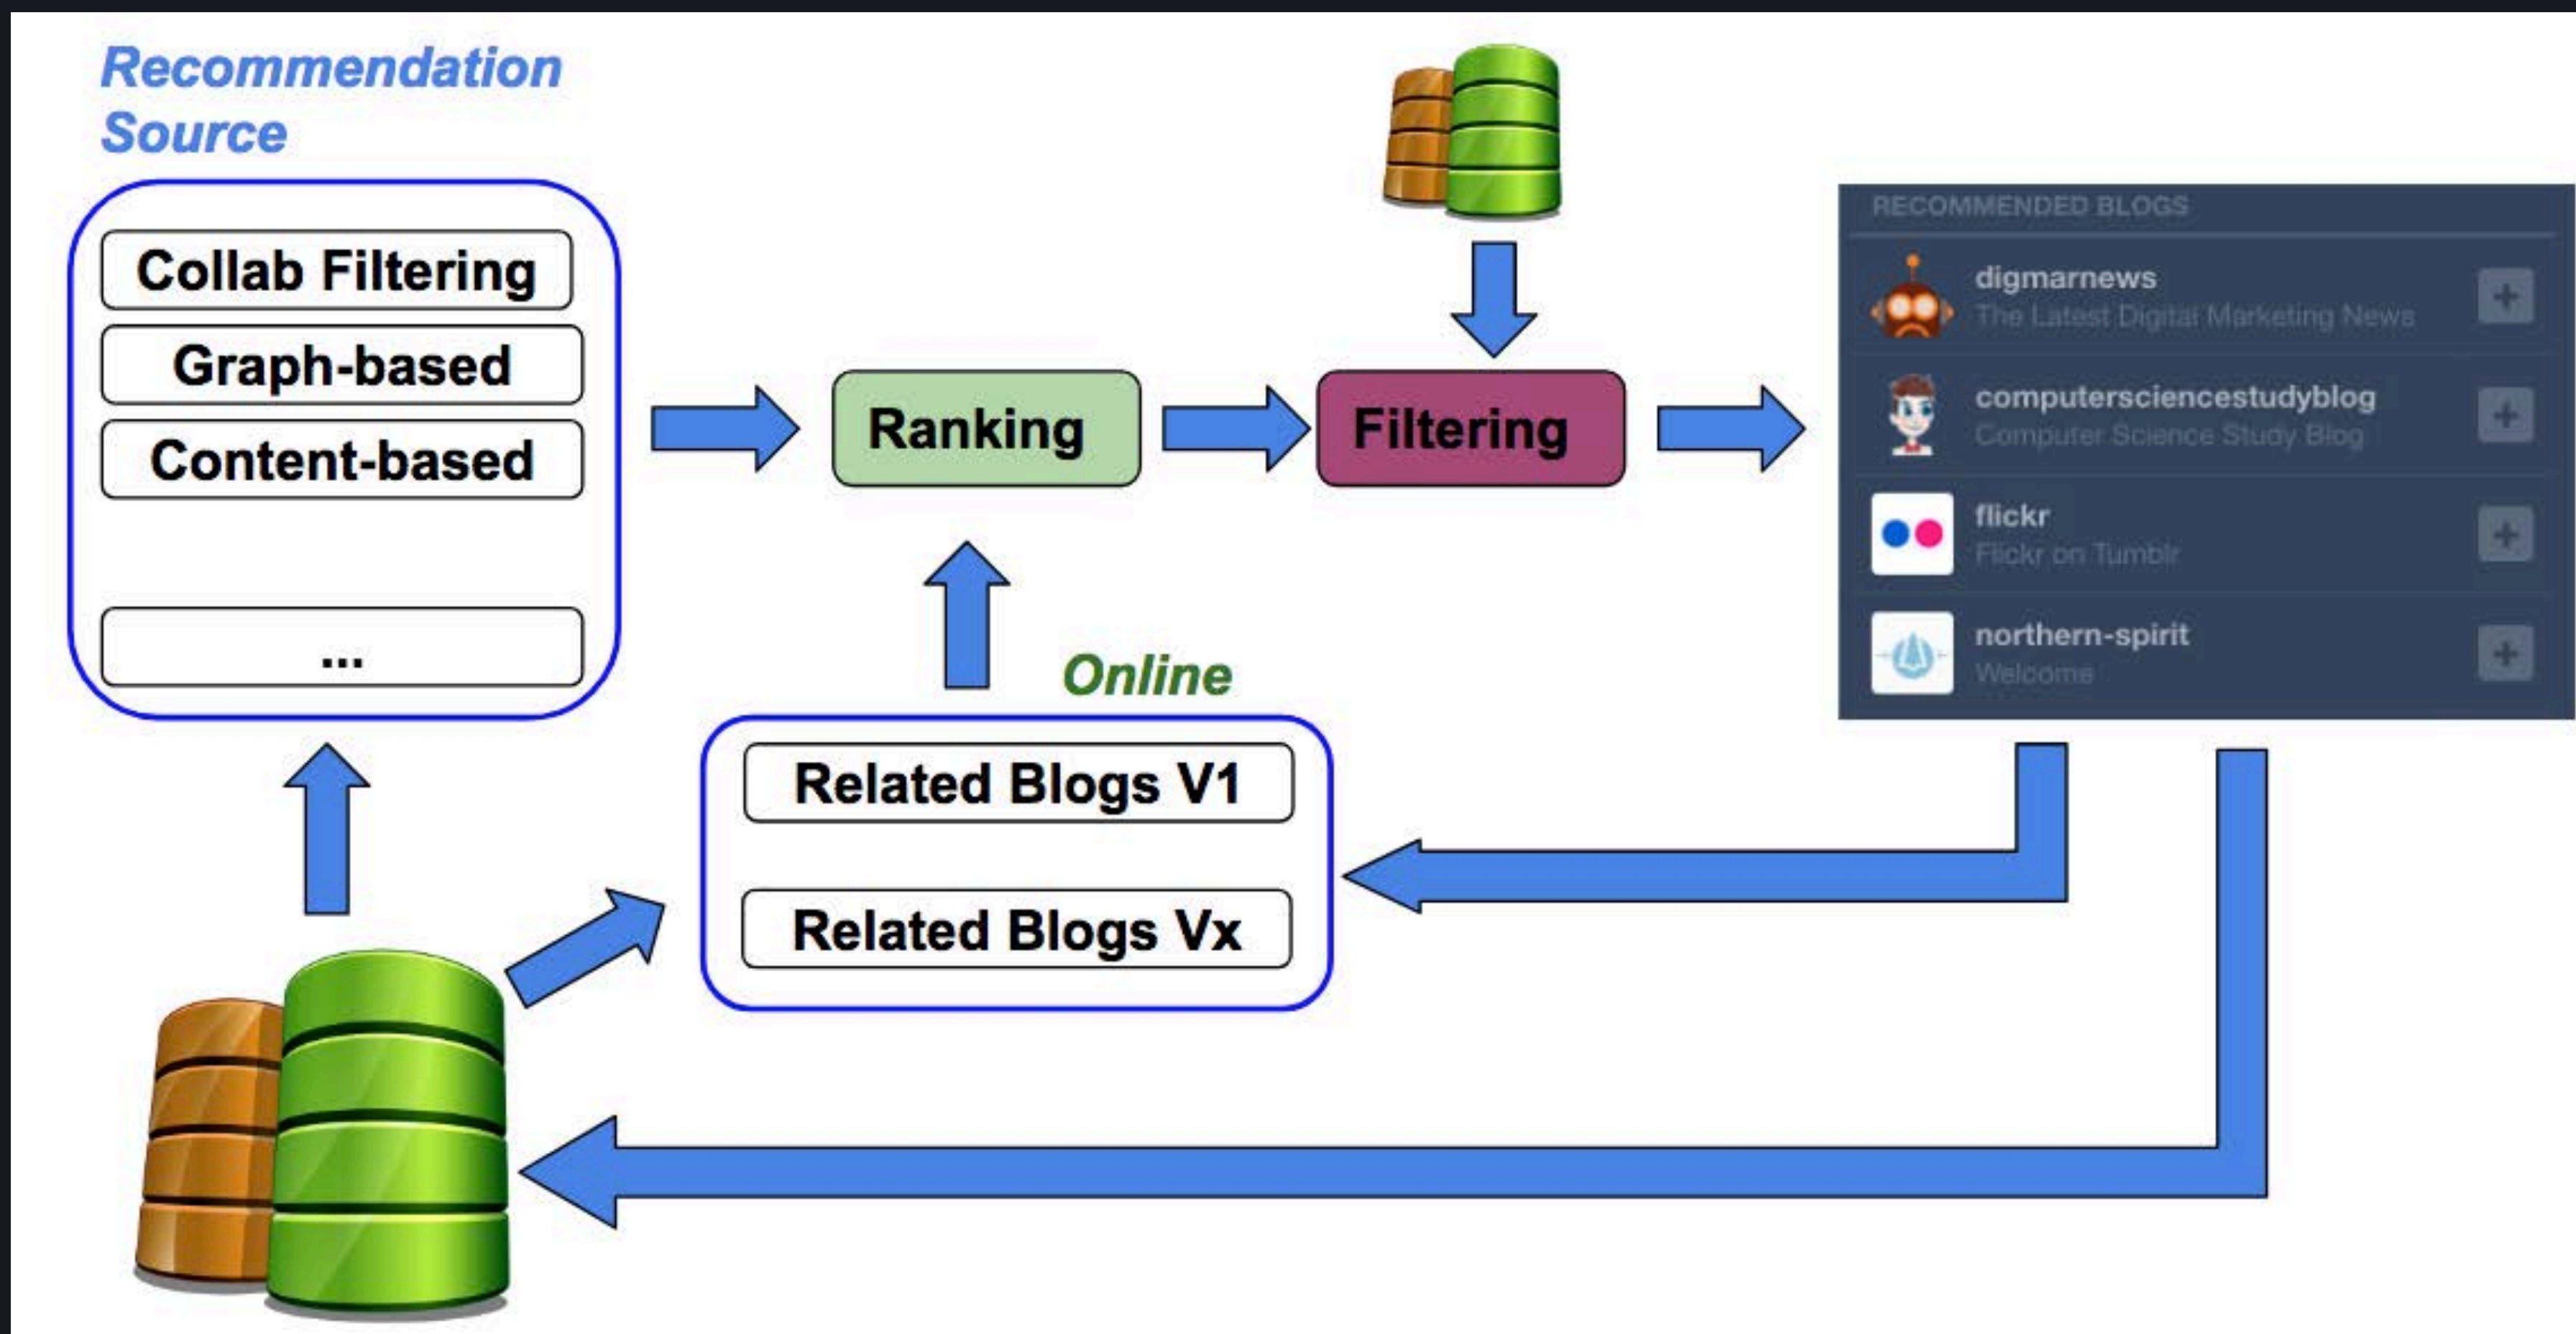 Recommendation
Source
Collab Filtering
Graph-based
Content-based
...
Ranking
Filtering
Online
Related Blogs V1
Related Blogs Vx
RECOMMENDED BLOGS
digmarnews
The Latest Digital Marketing News
computersciencestudyblog
Computer Science Study Blog
flickr
Flickr on Tumblr
northern-spirit
Welcome